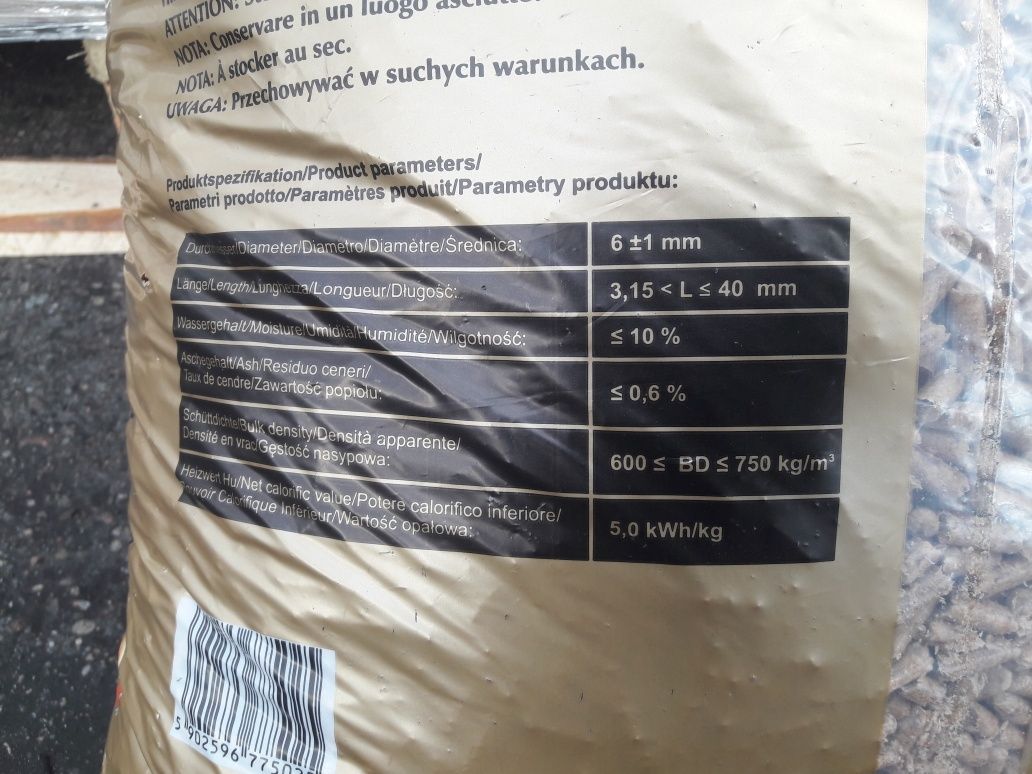 ATTENTION:
NOTA: Conservare in un luogo
NOTA: À stocker au sec.
UWAGA: Przechowywać w suchych warunkach.
Produktspezifikation/Product parameters/
Parametri prodotto/Paramètres produit/Parametry produktu:
Durchmesser/Diameter/Diametro/Diamètre/Średnica: 6 ±1 mm
Länge/Length/Lunghezza/Longueur/Długość: 3,15 < L ≤ 40 mm
Wassergehalt/Moisture/Umidità/Humidité/Wilgotność: ≤ 10 %
Aschegehalt/Ash/Residuo ceneri/
Taux de cendre/Zawartość popiołu: ≤ 0,6 %
Schüttdichte/Bulk density/Densità apparente/
Densité en vrac/Gęstość nasypowa: 600 ≤ BD ≤ 750 kg/m³
Heizwert Hu/Net calorific value/Potere calorifico inferiore/
Pouvoir Calorifique Inférieur/Wartość opałowa: 5,0 kWh/kg
5 902596